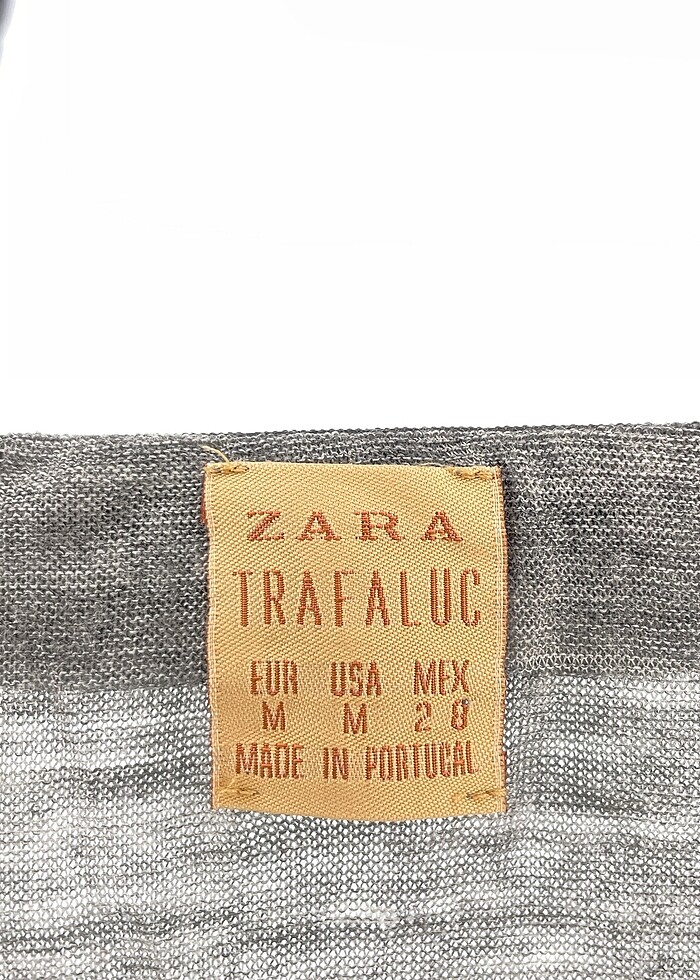 ZARA
TRAFALUC
EUR USA MEX
M M 28
MADE IN PORTUGAL